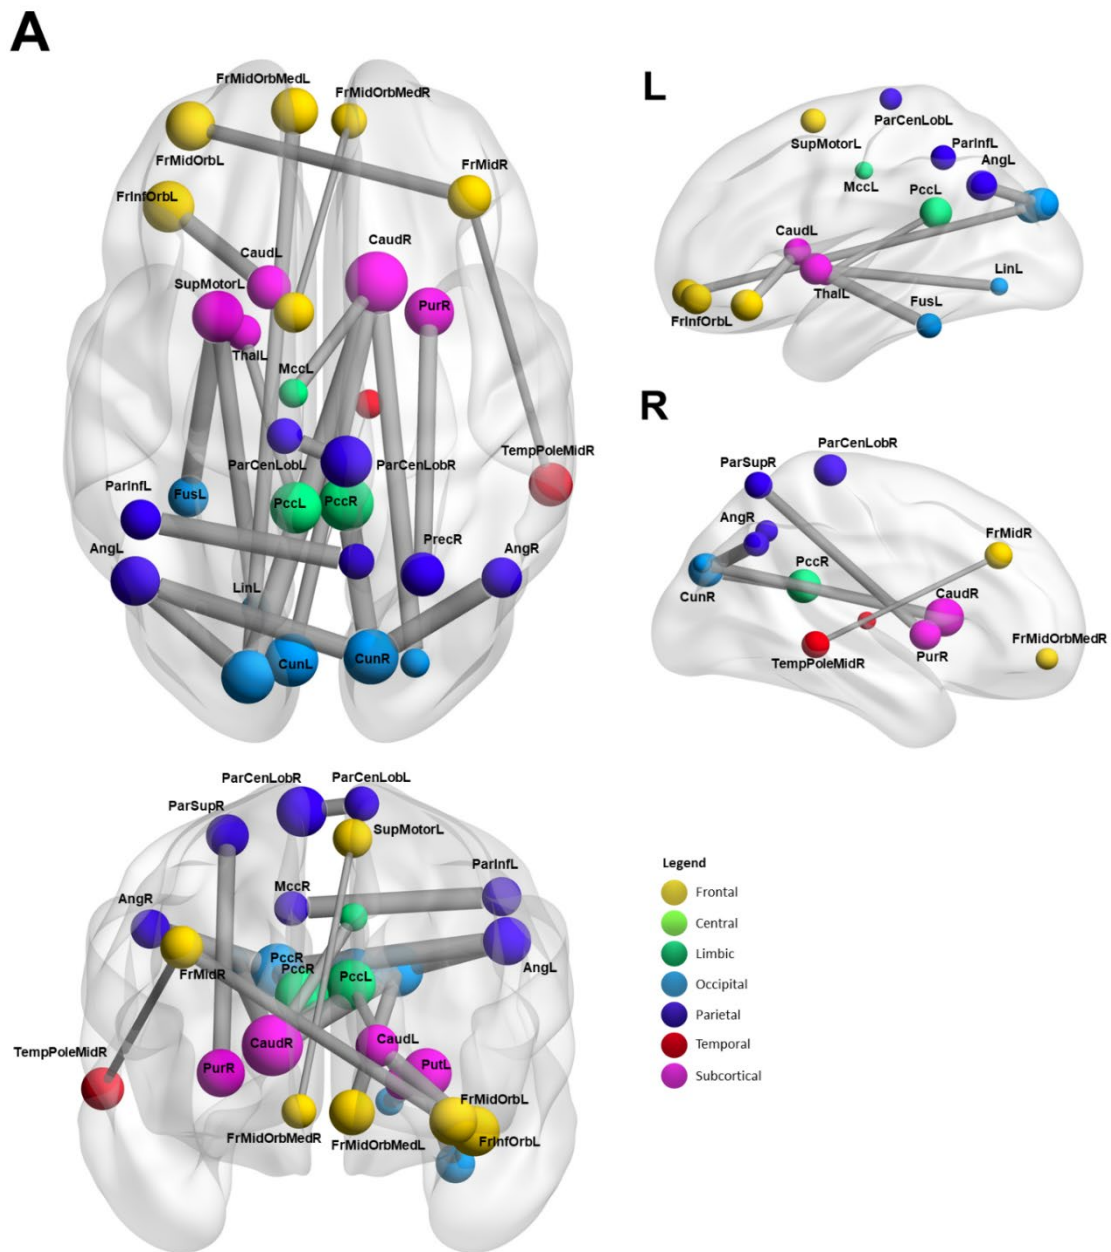 A
FrMidOrbMedL
FrMidOrbMedR
FrMidOrbL
FrMidR
FrInfOrbL
CaudL
CaudR
SupMotorL
PurR
ThalL
MccL
ParCenLobL
ParCenLobR
TempPoleMidR
ParInfL
FusL
PccL
PccR
PrecR
AngL
AngR
LinL
CunL
CunR
L
ParCenLobL
SupMotorL
ParInfL
AngL
MccL
PccL
CaudL
ThalL
LinL
FusL
FrInfOrbL
R
ParCenLobR
ParSupR
AngR
FrMidR
PccR
CunR
CaudR
TempPoleMidR
PurR
FrMidOrbMedR
ParCenLobR
ParCenLobL
ParSupR
SupMotorL
ParInfL
MccR
AngR
PccR
FrMidR
PccR
PccL
AngL
CaudR
CaudL
TempPoleMidR
PurR
PutL
FrMidOrbL
FrMidOrbMedR
FrMidOrbMedL
FrInfOrbL
Legend
Frontal
Central
Limbic
Occipital
Parietal
Temporal
Subcortical